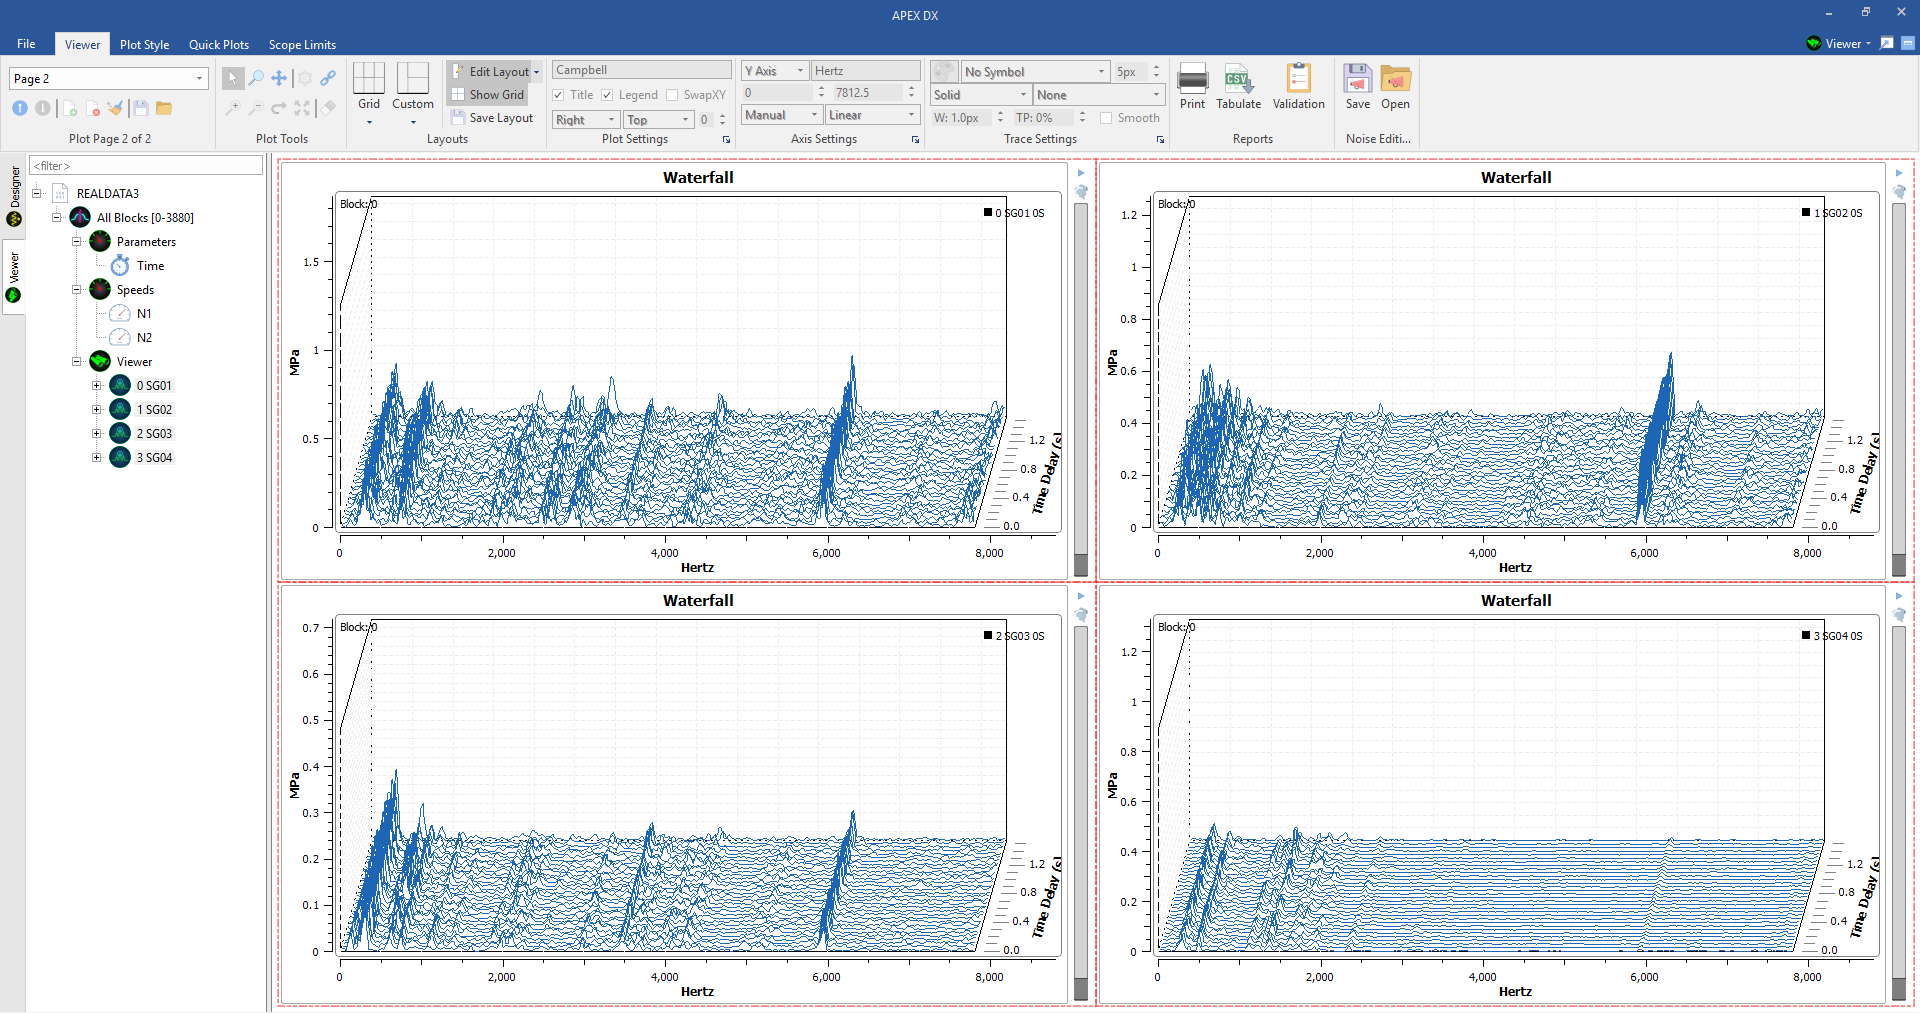 APEX DX
File Viewer Plot Style Quick Plots Scope Limits Viewer
Page 2
Plot Page 2 of 2
Plot Tools
Grid Custom
Edit Layout
Show Grid
Save Layout
Layouts
Campbell
Title Legend SwapXY
Right Top 0
Plot Settings
Y Axis Hertz
0 7812.5
Manual Linear
Axis Settings
No Symbol 5px
Solid None
W: 1.0px TP: 0% Smooth
Trace Settings
Print Tabulate Validation
CSV
Reports
Save Open
Noise Editi...
Designer
Viewer
<filter>
REALDATA3
All Blocks [0-3880]
Parameters
Time
Speeds
N1
N2
Viewer
0 SG01
1 SG02
2 SG03
3 SG04
Waterfall
Block: 0
0 SG01 0S
MPa
1.5
1
0.5
0
1.2
0.8
0.4
0.0
Time Delay (s)
0 2,000 4,000 6,000 8,000
Hertz
Waterfall
Block: 0
1 SG02 0S
MPa
1.2
1
0.8
0.6
0.4
0.2
0
1.2
0.8
0.4
0.0
Time Delay (s)
0 2,000 4,000 6,000 8,000
Hertz
Waterfall
Block: 0
2 SG03 0S
MPa
0.7
0.6
0.5
0.4
0.3
0.2
0.1
0
1.2
0.8
0.4
0.0
Time Delay (s)
0 2,000 4,000 6,000 8,000
Hertz
Waterfall
Block: 0
3 SG04 0S
MPa
1.2
1
0.8
0.6
0.4
0.2
0
1.2
0.8
0.4
0.0
Time Delay (s)
0 2,000 4,000 6,000 8,000
Hertz